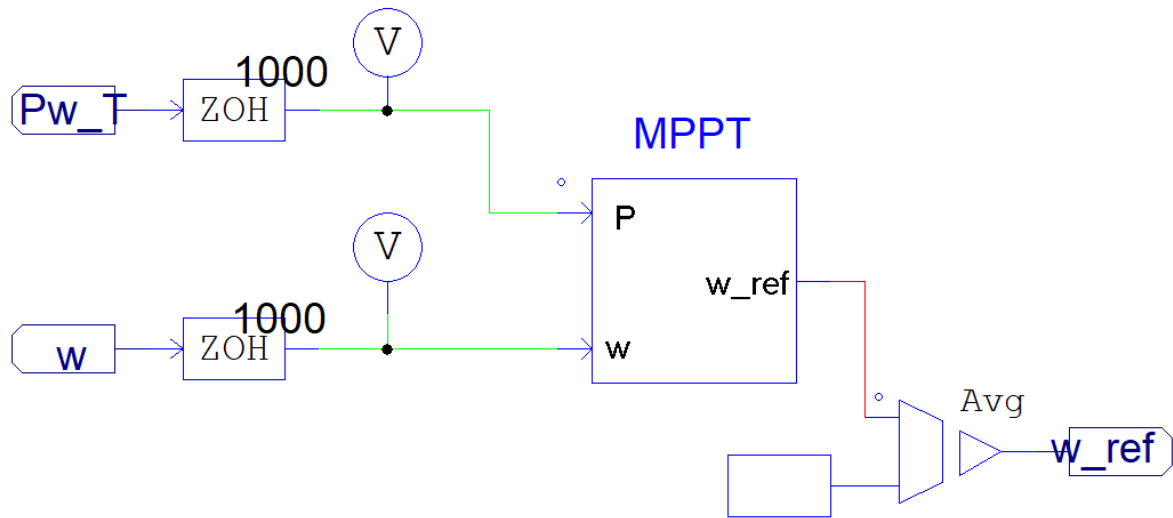 1000
V
Pw_T
ZOH
MPPT
P
V
w_ref
1000
w
ZOH
w
Avg
w_ref